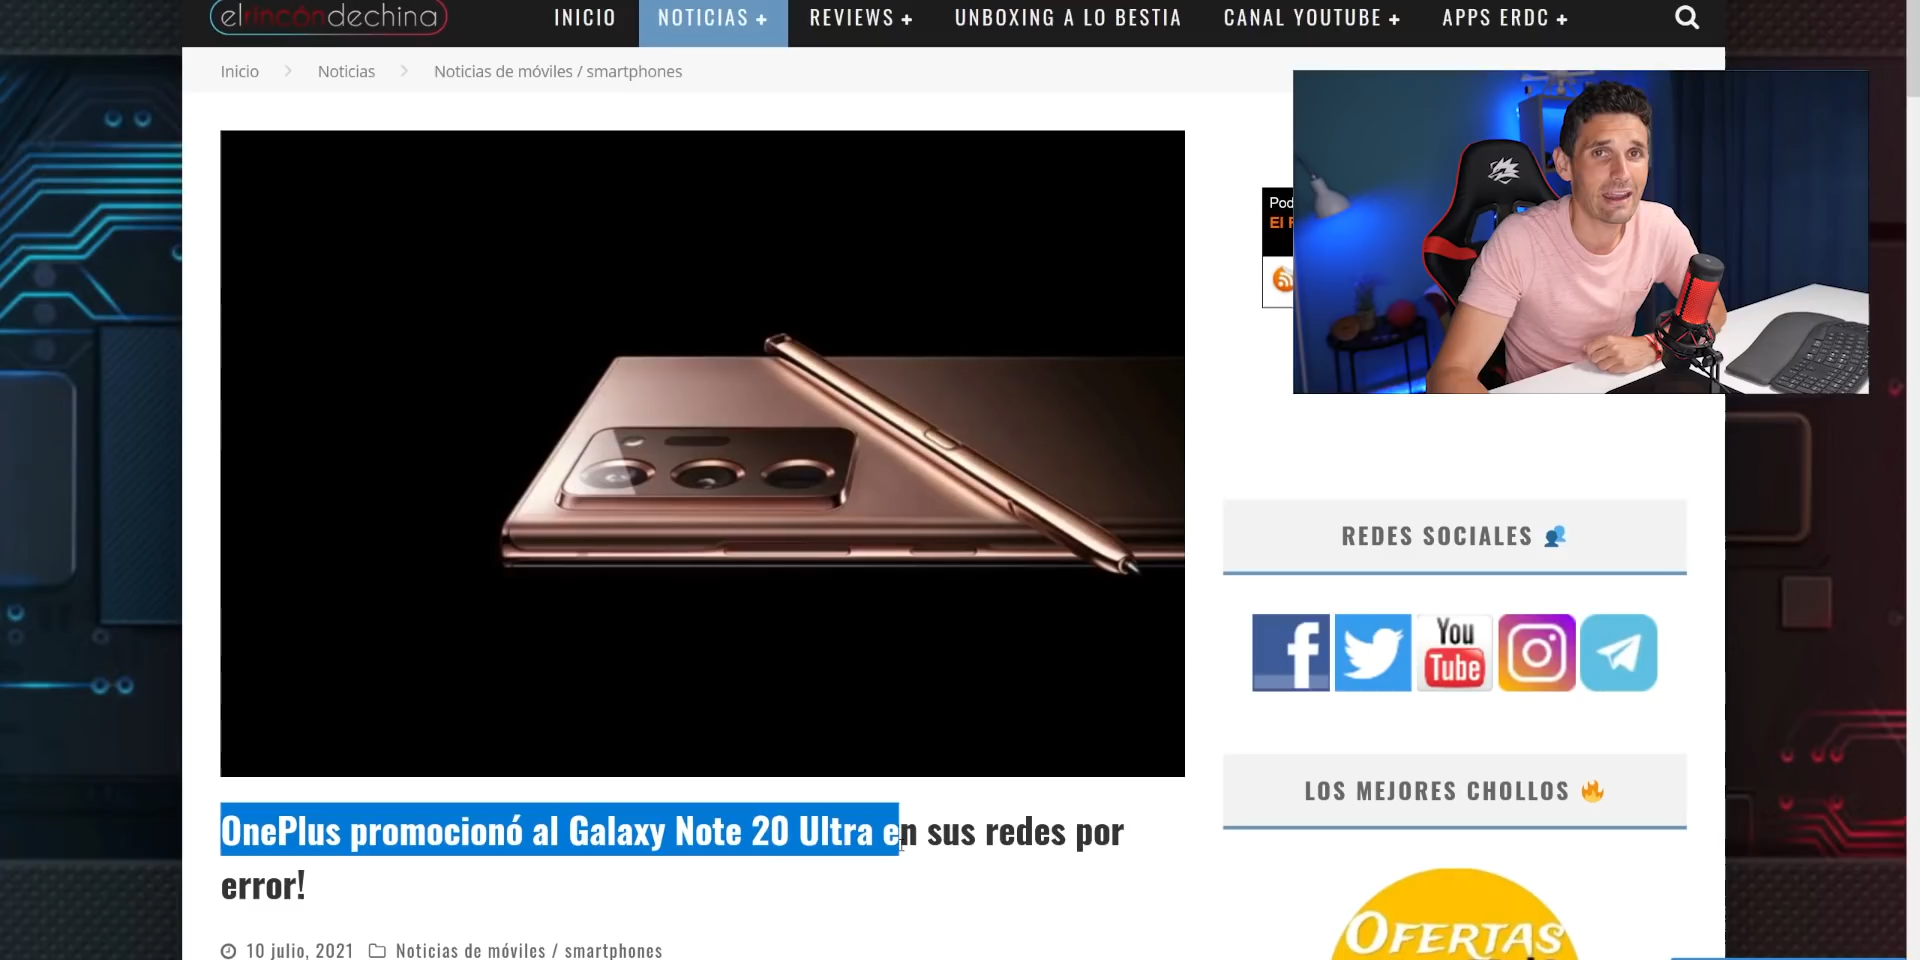 elrincóndechina
INICIO
NOTICIAS +
REVIEWS +
UNBOXING A LO BESTIA
CANAL YOUTUBE +
APPS ERDC +
Inicio
Noticias
Noticias de móviles / smartphones
REDES SOCIALES
You
Tube
LOS MEJORES CHOLLOS
OnePlus promocionó al Galaxy Note 20 Ultra en sus redes por
error!
10 julio, 2021
Noticias de móviles / smartphones
OFERTAS